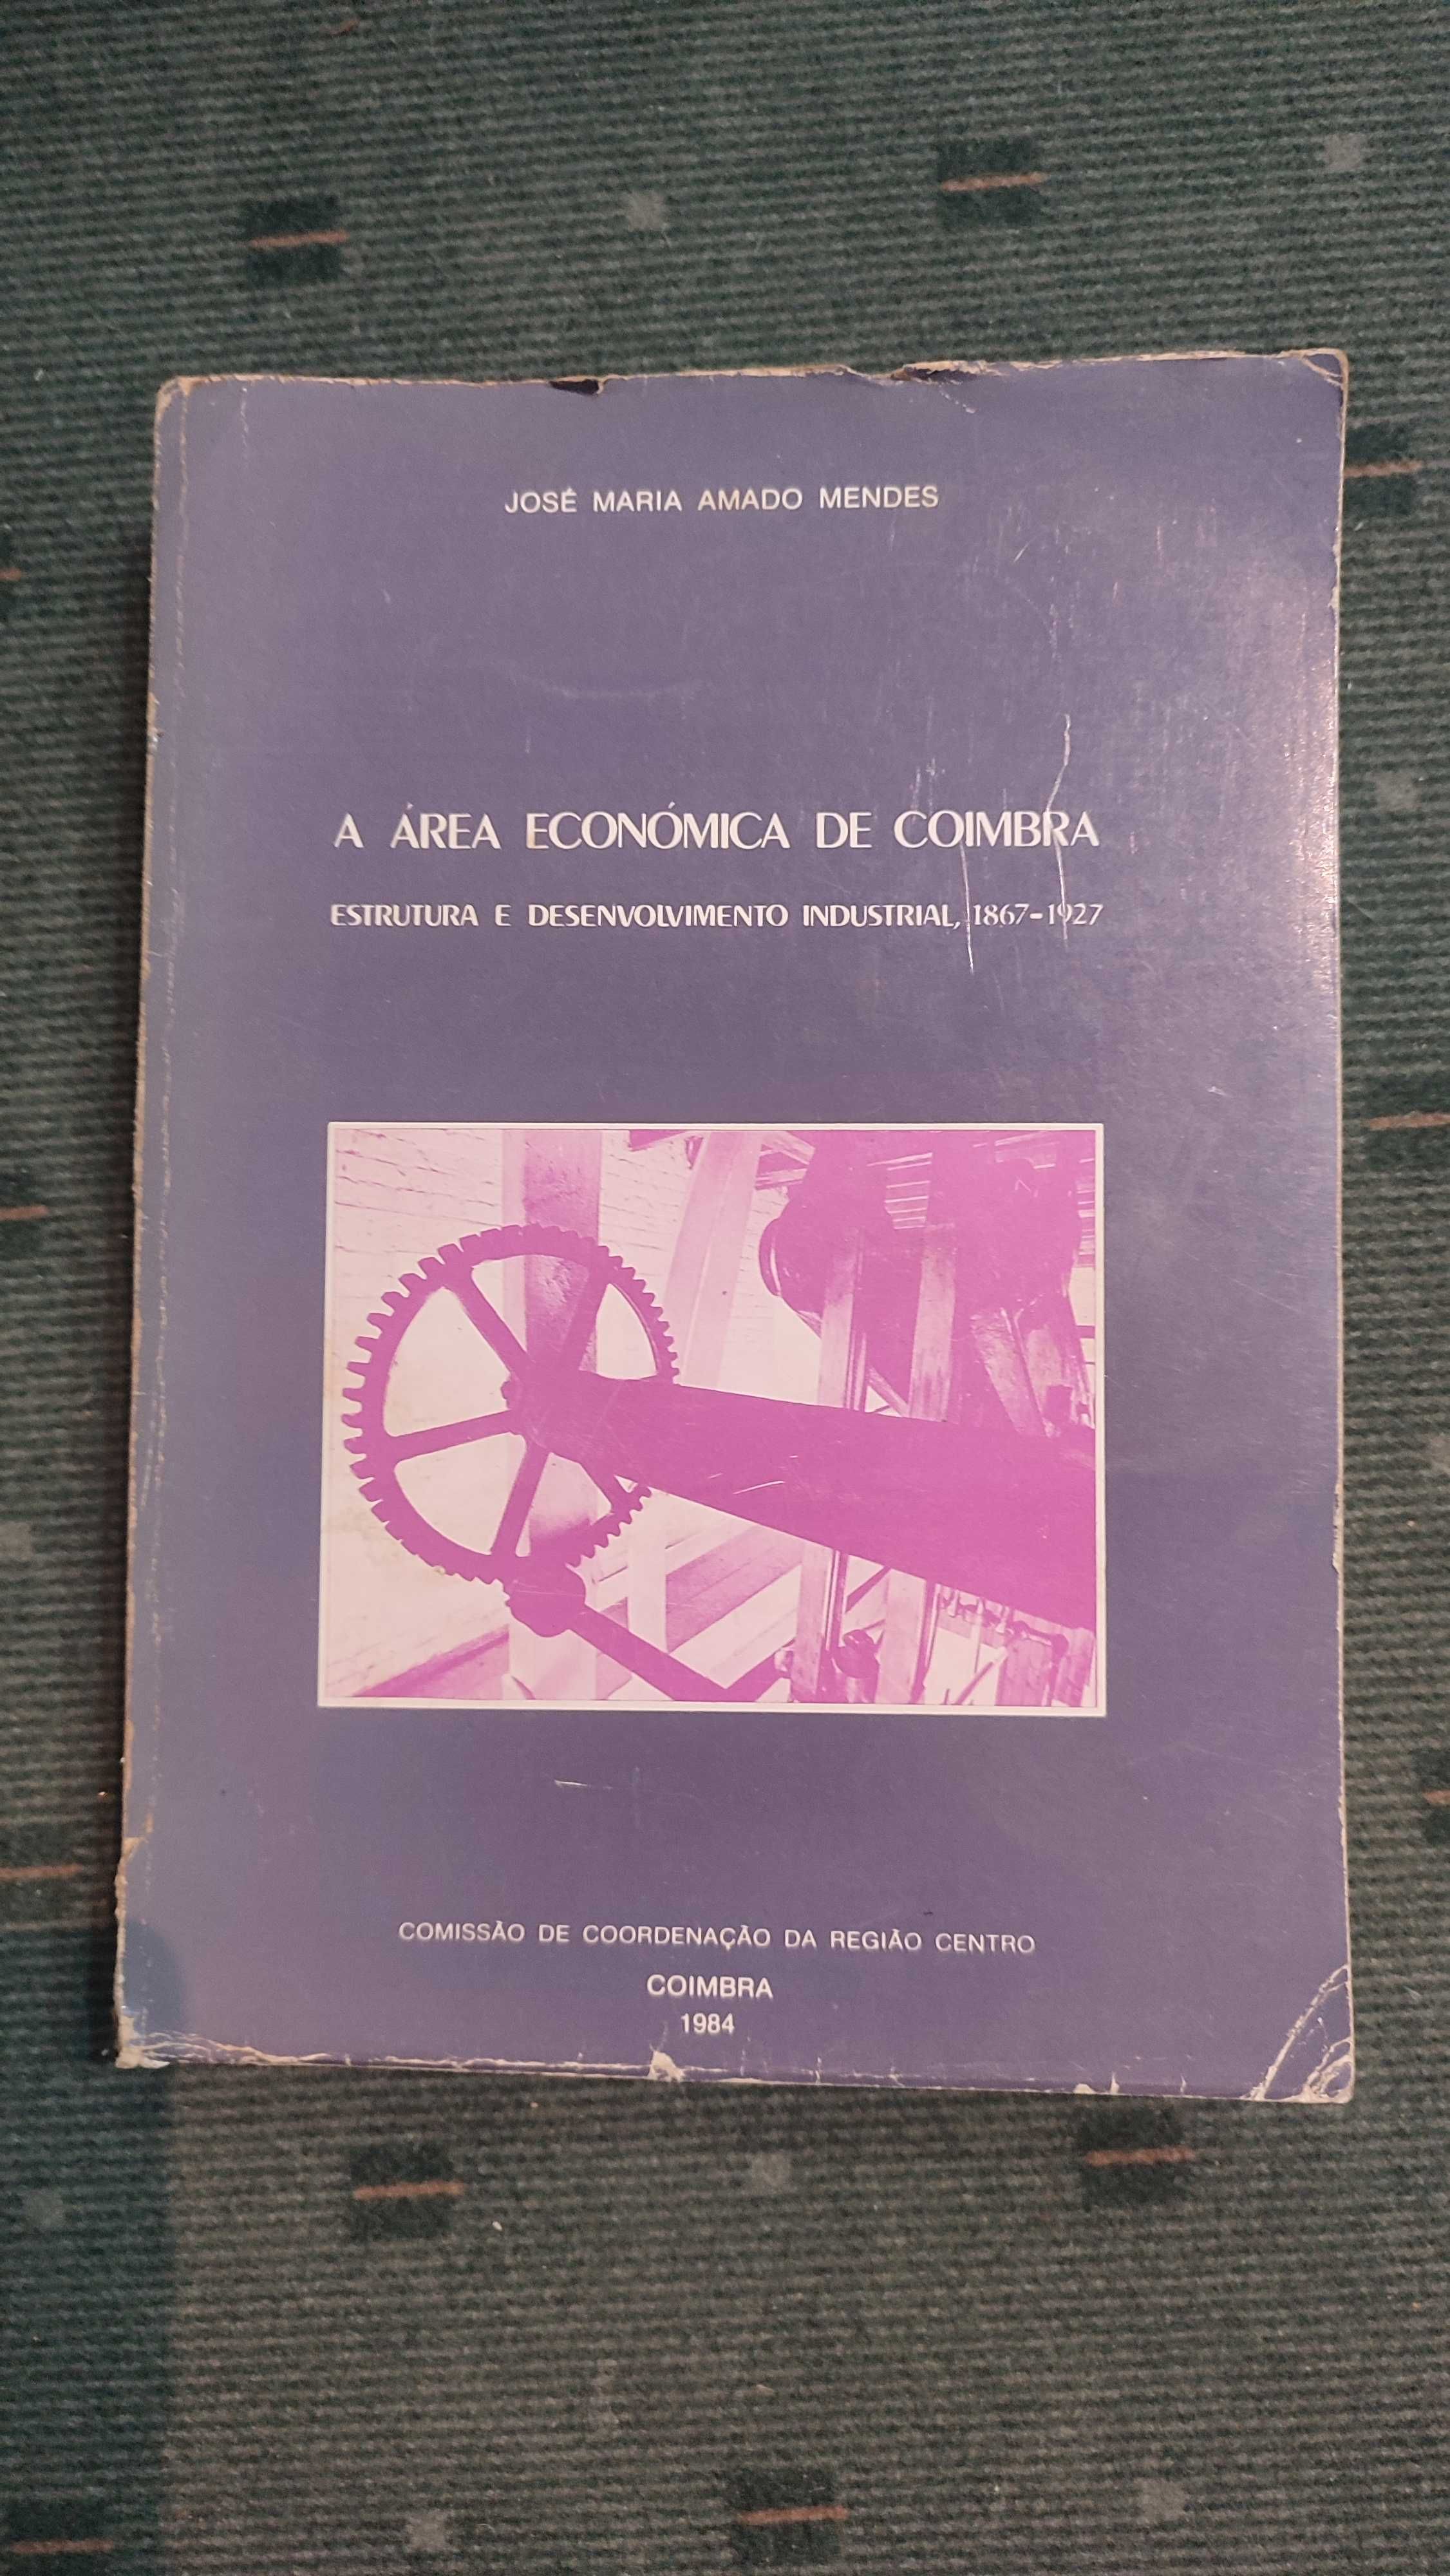 JOSÉ MARIA AMADO MENDES
A ÁREA ECONÓMICA DE COIMBRA
ESTRUTURA E DESENVOLVIMENTO INDUSTRIAL, 1867-1927
COMISSÃO DE COORDENAÇÃO DA REGIÃO CENTRO
COIMBRA
1984